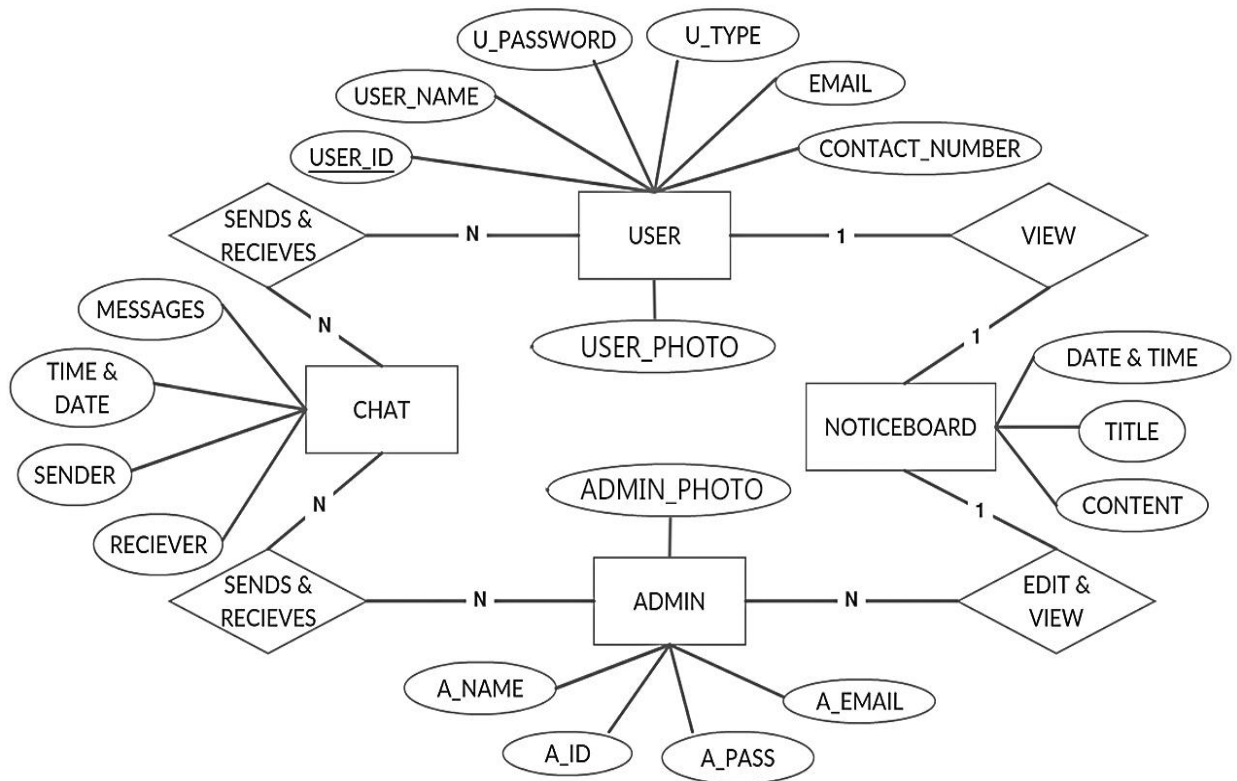 U_PASSWORD
U_TYPE
USER_NAME
EMAIL
USER_ID
CONTACT_NUMBER
SENDS &
RECIEVES
N
USER
1
VIEW
MESSAGES
N
USER_PHOTO
1
DATE & TIME
TIME &
DATE
CHAT
NOTICEBOARD
TITLE
SENDER
ADMIN_PHOTO
CONTENT
N
1
RECIEVER
SENDS &
RECIEVES
N
ADMIN
N
EDIT &
VIEW
A_NAME
A_EMAIL
A_ID
A_PASS